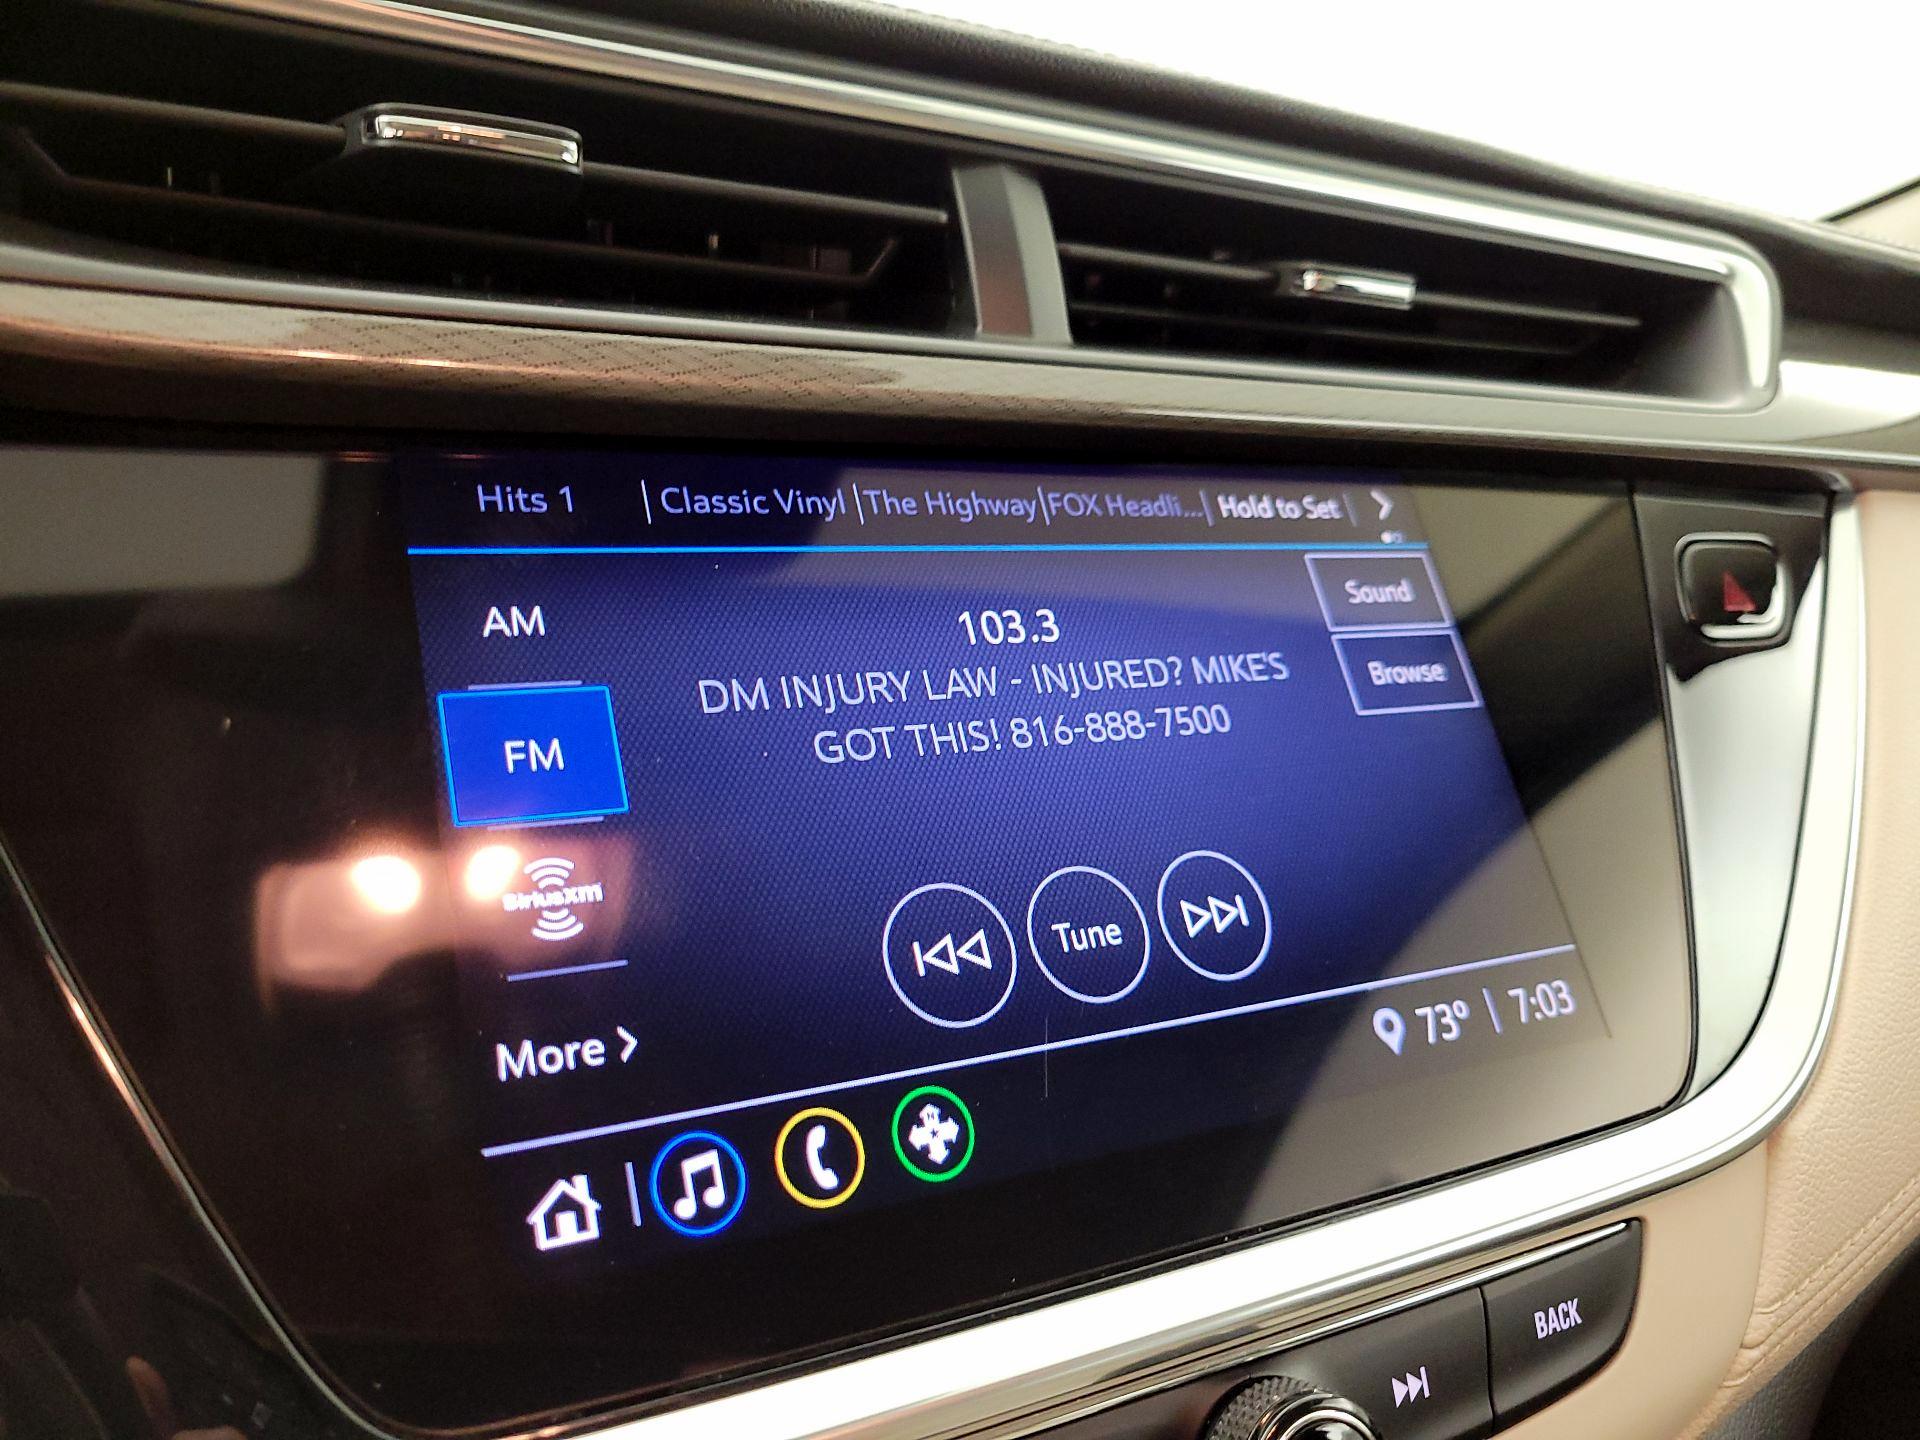 Hits 1 | Classic Vinyl | The Highway | FOX Headli... | Hold to Set | >
AM
103.3
Sound
DM INJURY LAW - INJURED? MIKE'S
GOT THIS! 816-888-7500
Browse
FM
SiriusXm
Tune
More >
73° | 7:03
BACK